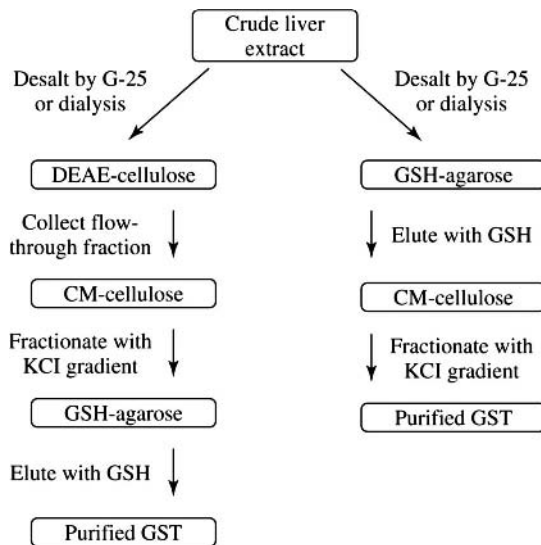 Crude liver
extract
Desalt by G-25
or dialysis
Desalt by G-25
or dialysis
DEAE-cellulose
GSH-agarose
Collect flow-
through fraction
Elute with GSH
CM-cellulose
CM-cellulose
Fractionate with
KCI gradient
Fractionate with
KCI gradient
GSH-agarose
Purified GST
Elute with GSH
Purified GST